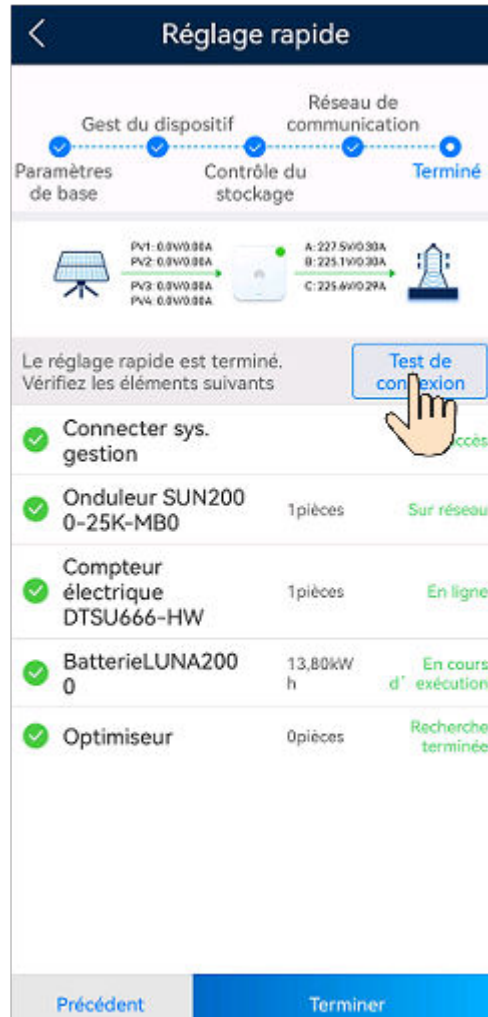 Réglage rapide
Réseau de
Gest du dispositif communication
Paramètres Contrôle du Terminé
de base stockage
PV1: 0.0V/0.00A A: 227.5V/0.30A
PV2: 0.0V/0.00A B: 225.1V/0.30A
PV3: 0.0V/0.00A C: 225.6V/0.29A
PV4: 0.0V/0.00A
Le réglage rapide est terminé.
Vérifiez les éléments suivants
Test de
Connecter sys.
gestion
Onduleur SUN200
0-25K-MB0
1pièces
Sur réseau
Compteur
électrique
DTSU666-HW
1pièces
En ligne
BatterieLUNA200
0
13,80kW
h
En cours
d' exécution
Optimiseur
0pièces
Recherche
terminée
Précédent
Terminer